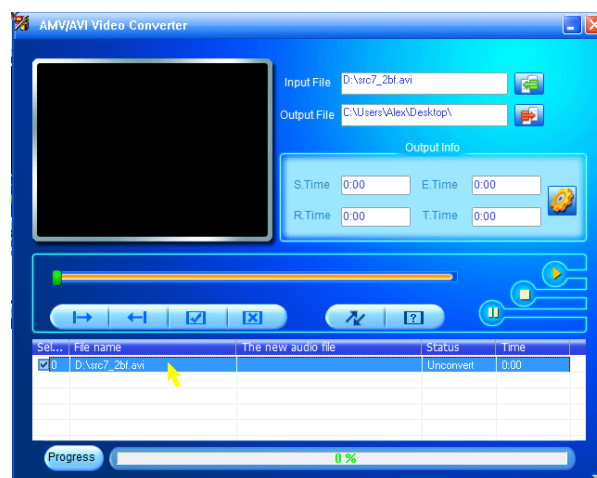 AMV/AVI Video Converter
Input File D:\src7_2bf.avi
Output File C:\Users\Alex\Desktop\
Output Info
S.Time 0:00 E.Time 0:00
R.Time 0:00 T.Time 0:00
Sel... File name The new audio file Status Time
0 D:\src7_2bf.avi Unconvert 0:00
Progress 0 %